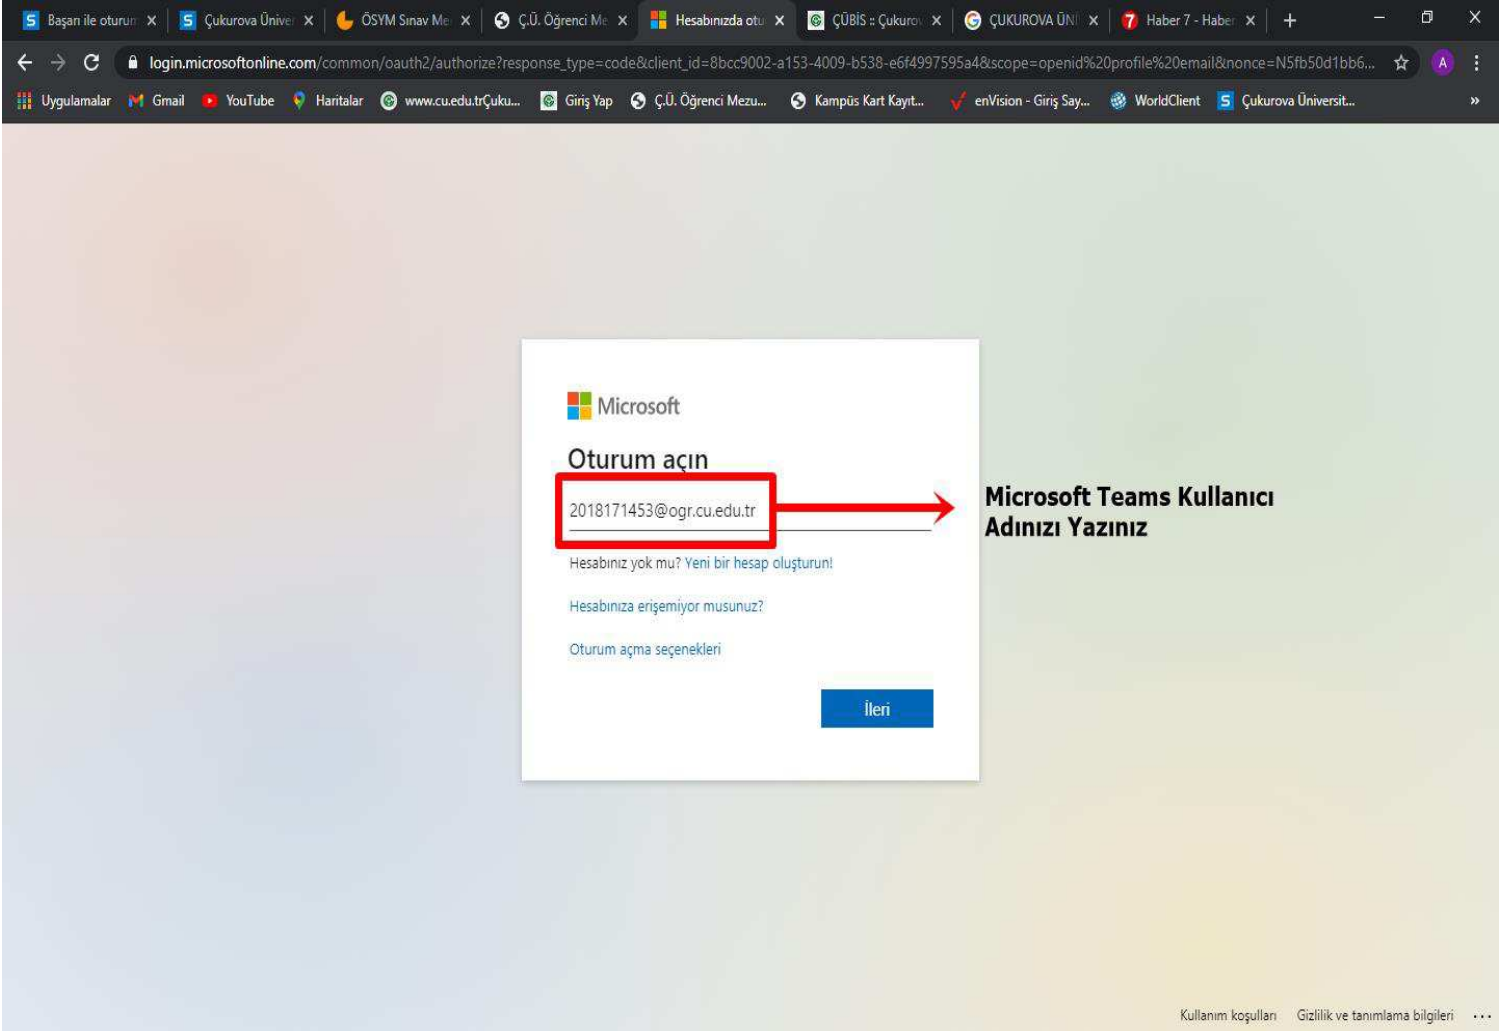 Başarı ile oturum
Çukurova Üniver
ÖSYM Sınav Me
Ç.Ü. Öğrenci Me
Hesabınızda otu
ÇÜBİS :: Çukurov
ÇUKUROVA ÜNİ
Haber 7 - Haber
login.microsoftonline.com/common/oauth2/authorize?response_type=code&client_id=8bcc9002-a153-4009-b538-e6f4997595a4&scope=openid%20profile%20email&nonce=N5fb50d1bb6...
A
Uygulamalar
Gmail
YouTube
Haritalar
www.cu.edu.trÇuku...
Giriş Yap
Ç.Ü. Öğrenci Mezu...
Kampüs Kart Kayıt...
enVision - Giriş Say...
WorldClient
Çukurova Üniversit...
Microsoft
Oturum açın
2018171453@ogr.cu.edu.tr
Hesabınız yok mu? Yeni bir hesap oluşturun!
Hesabınıza erişemiyor musunuz?
Oturum açma seçenekleri
İleri
Microsoft Teams Kullanıcı
Adınızı Yazınız
Kullanım koşulları Gizlilik ve tanımlama bilgileri ...